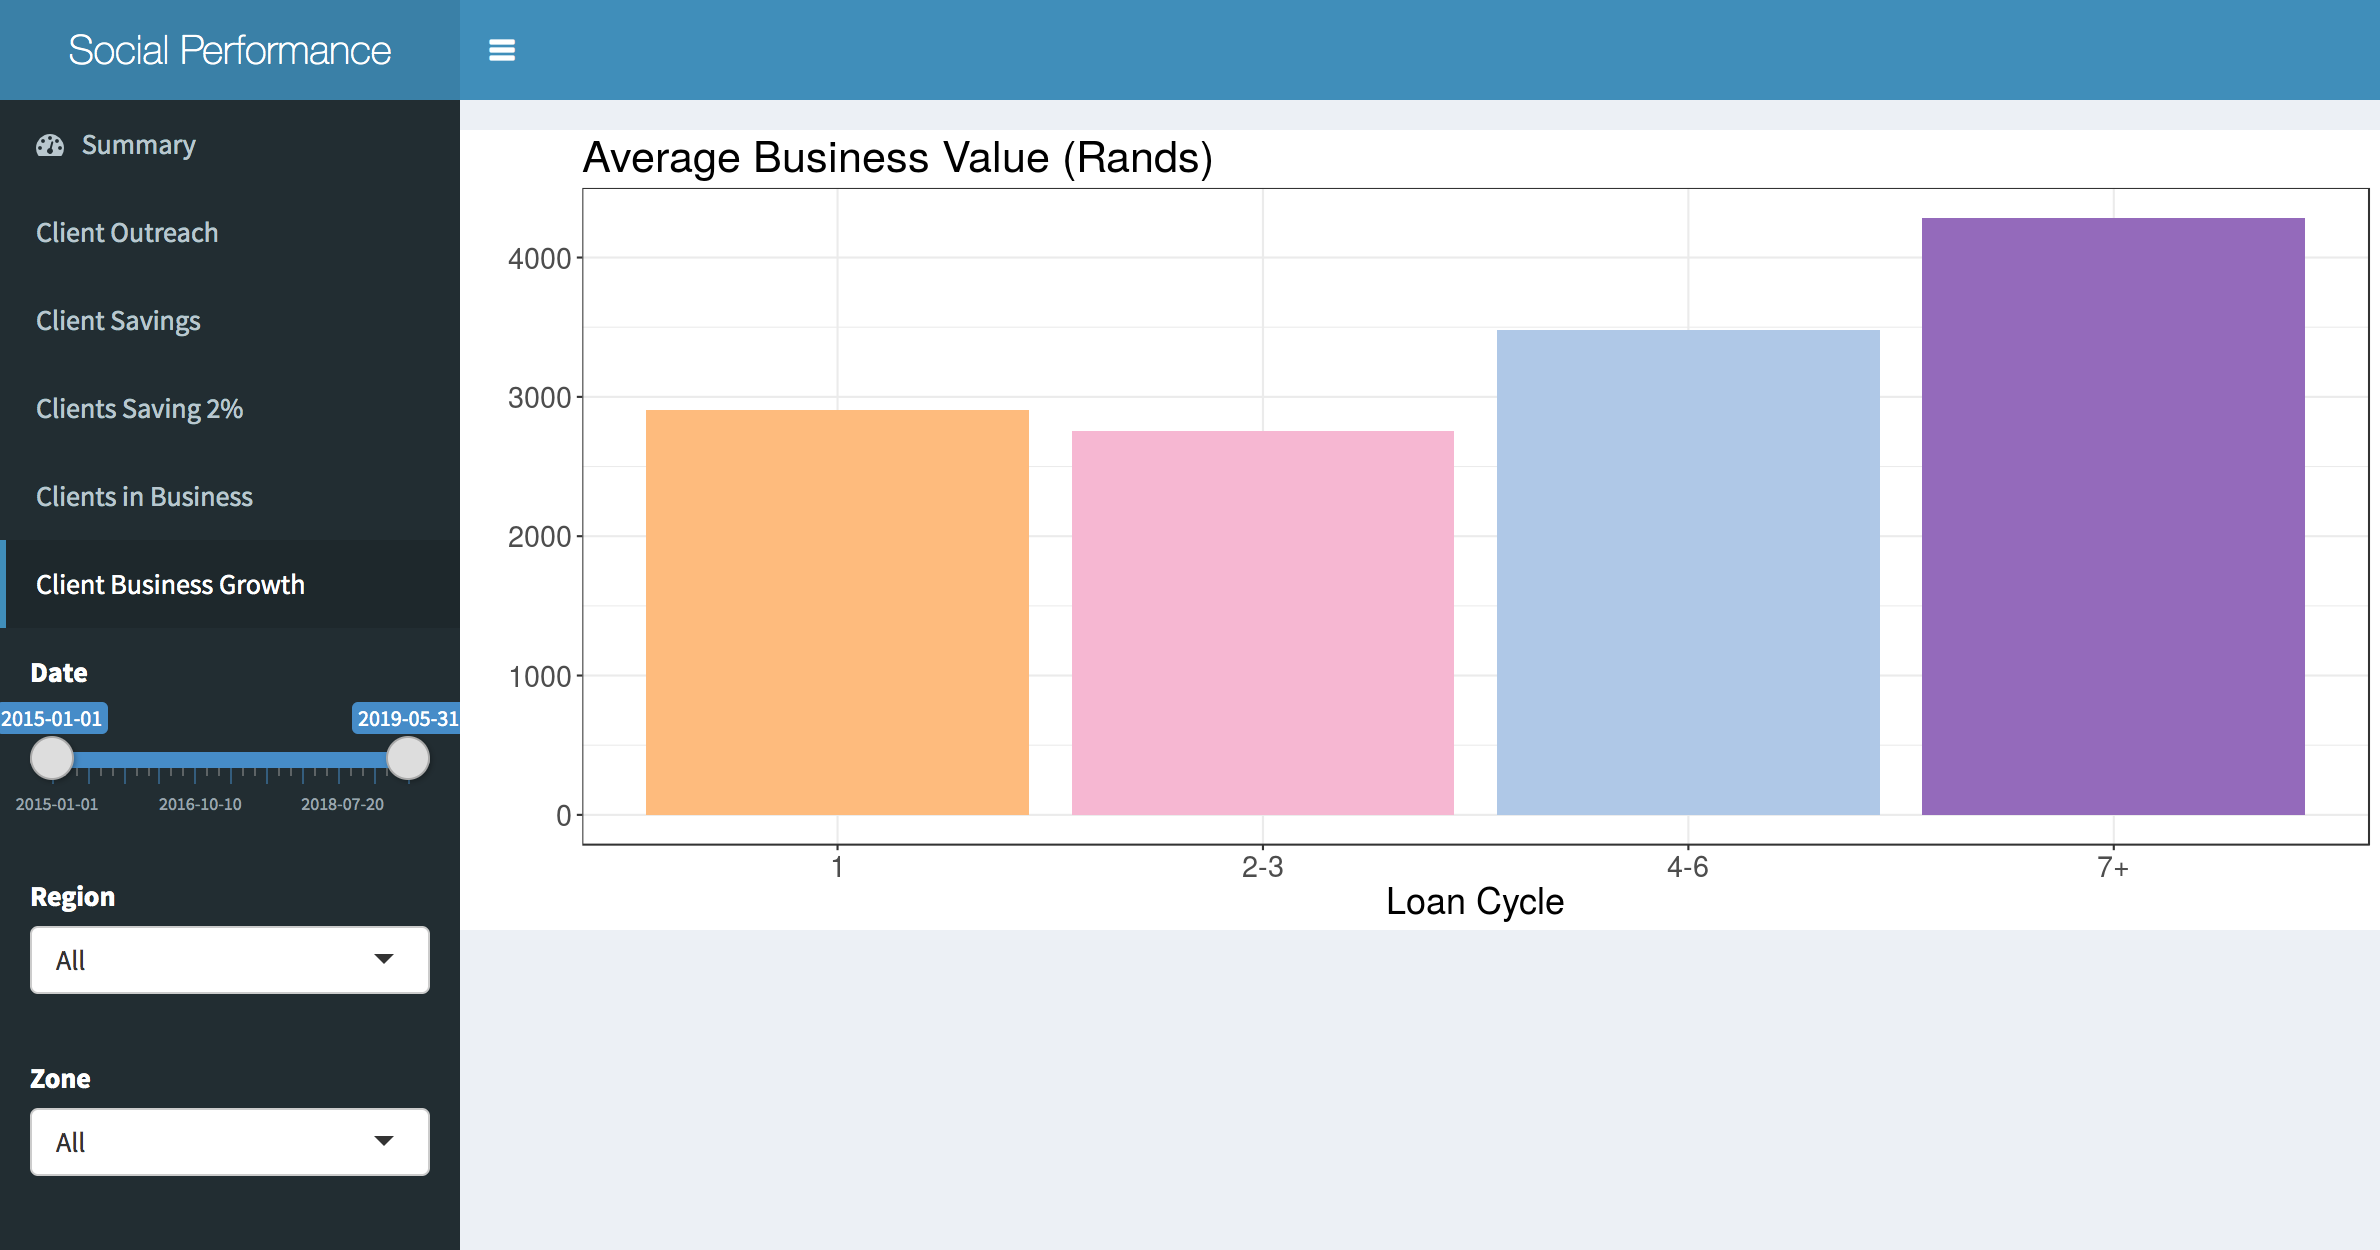 Social Performance
Summary
Client Outreach
Client Savings
Clients Saving 2%
Clients in Business
Client Business Growth
Date
2015-01-01 2019-05-31
2015-01-01 2016-10-10 2018-07-20
Region
All
Zone
All
Average Business Value (Rands)
4000
3000
2000
1000
0
1 2-3 4-6 7+
Loan Cycle